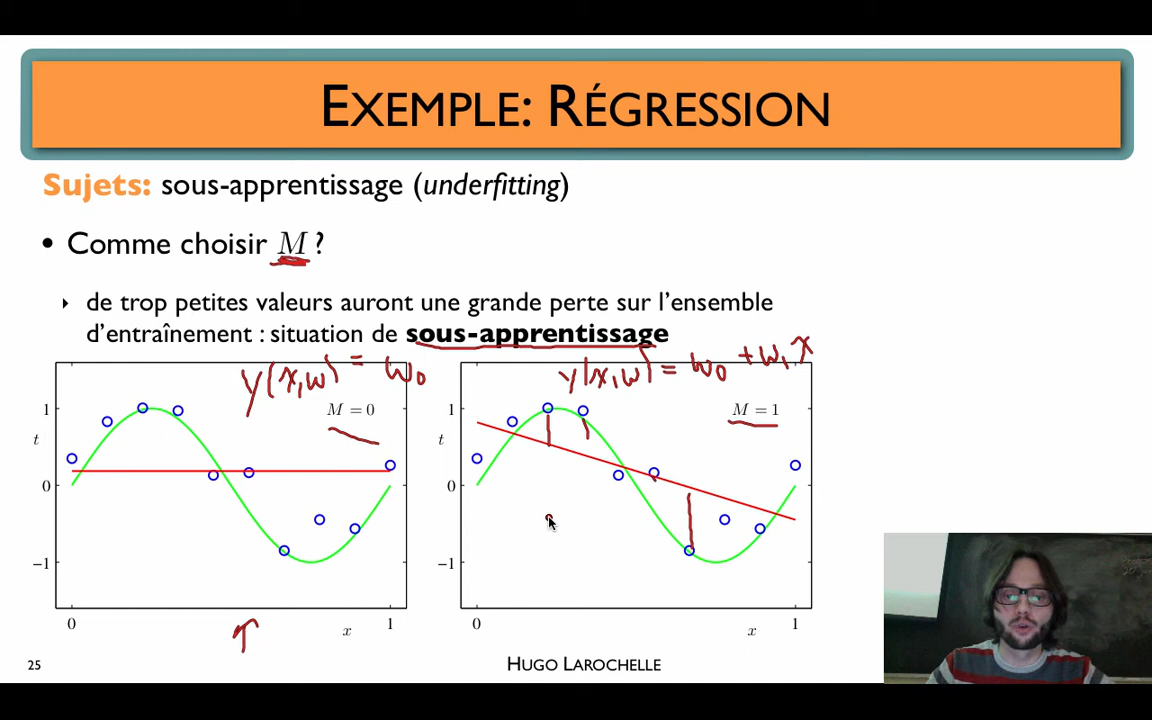 EXEMPLE: RÉGRESSION
Sujets: sous-apprentissage (underfitting)
• Comme choisir M ?
‣ de trop petites valeurs auront une grande perte sur l'ensemble
d'entraînement : situation de sous-apprentissage
y(x,w) = w₀
y(x,w) = w₀ + w₁x
M = 0
M = 1
1
t
0
−1
0
x
1
1
t
0
−1
0
x
1
25
HUGO LAROCHELLE